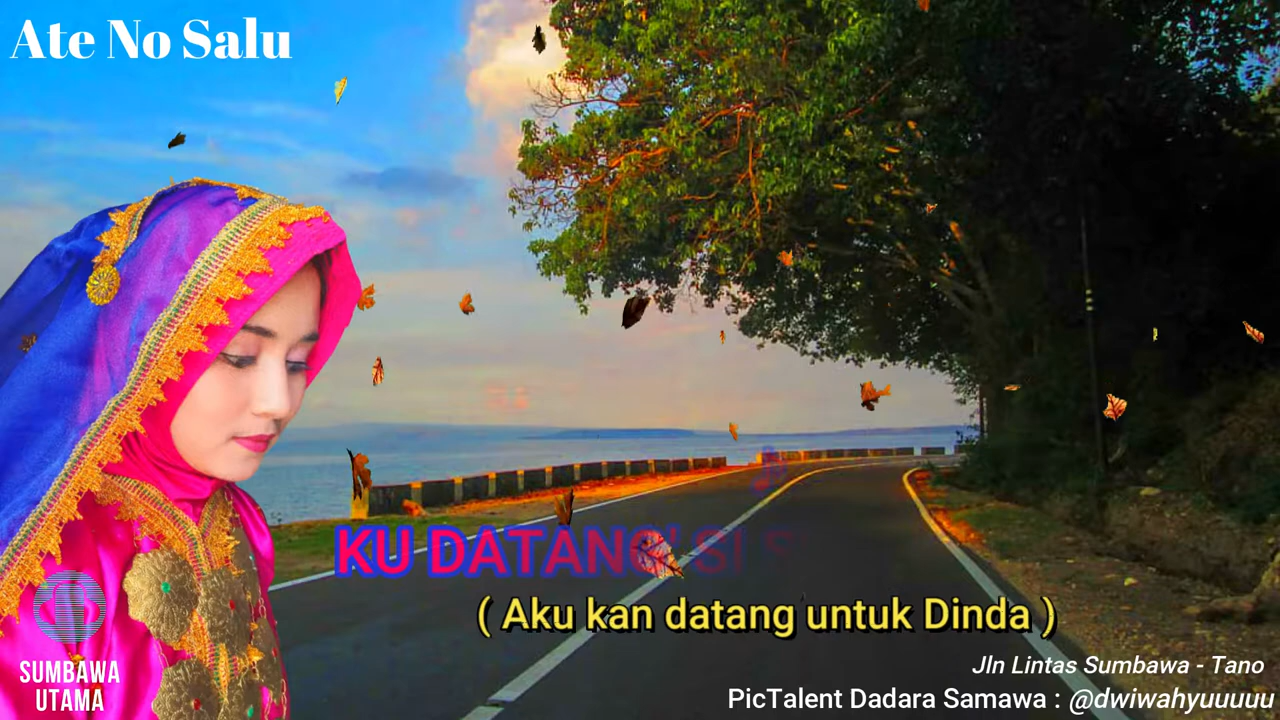 Ate No Salu
KU DATANG' SI S
( Aku kan datang untuk Dinda )
Jln Lintas Sumbawa - Tano
PicTalent Dadara Samawa : @dwiwahyuuuuu
SUMBAWA
UTAMA